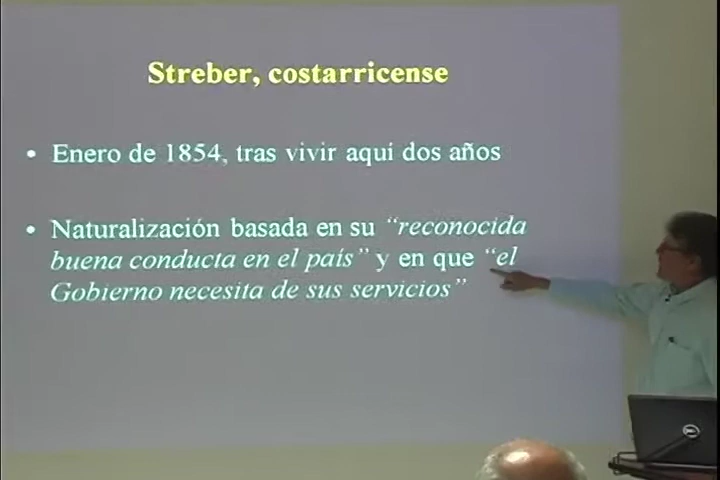 Streber, costarricense
• Enero de 1854, tras vivir aquí dos años
• Naturalización basada en su “reconocida
buena conducta en el país” y en que “el
Gobierno necesita de sus servicios”
DELL